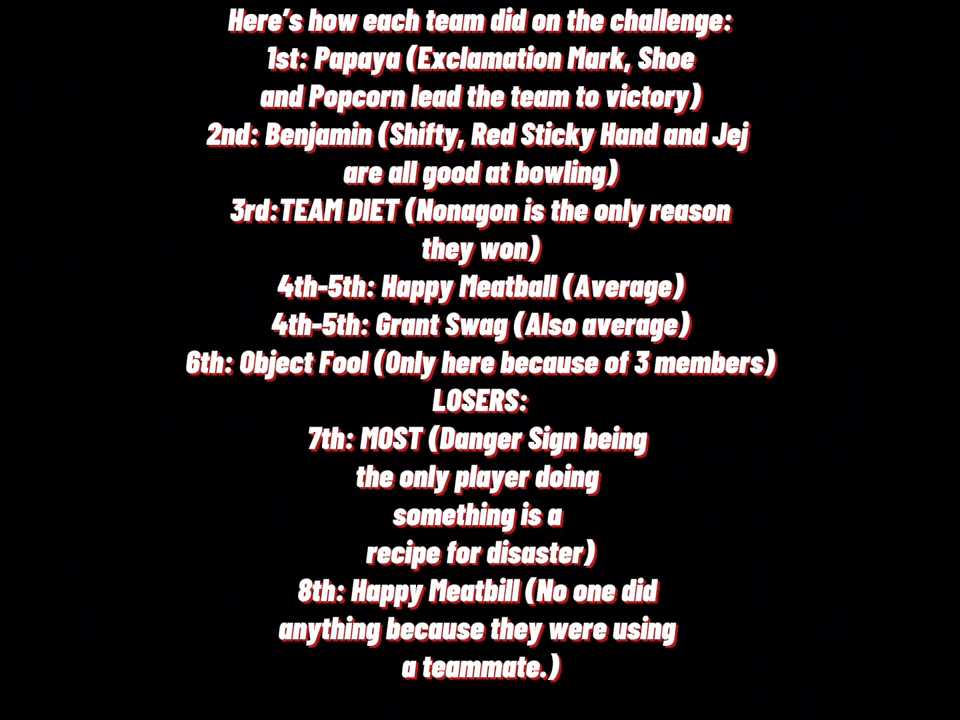 Here's how each team did on the challenge:
1st: Papaya (Exclamation Mark, Shoe
and Popcorn lead the team to victory)
2nd: Benjamin (Shifty, Red Sticky Hand and Jej
are all good at bowling)
3rd:TEAM DIET (Nonagon is the only reason
they won)
4th-5th: Happy Meatball (Average)
4th-5th: Grant Swag (Also average)
6th: Object Fool (Only here because of 3 members)
LOSERS:
7th: MOST (Danger Sign being
the only player doing
something is a
recipe for disaster)
8th: Happy Meatbill (No one did
anything because they were using
a teammate.)